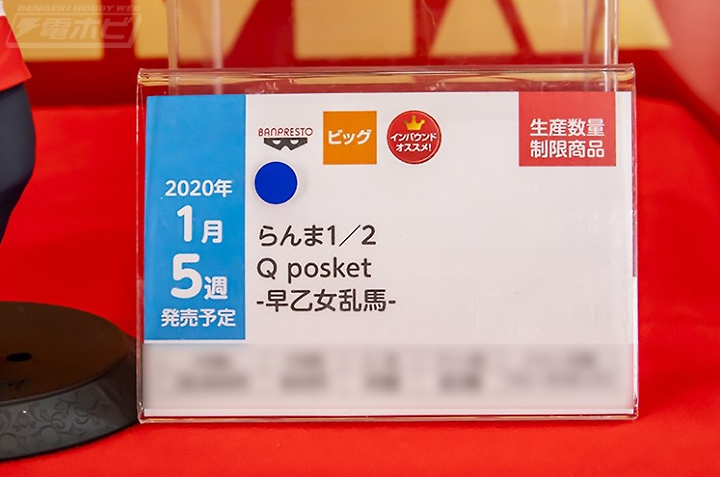 DENGEKI HOBBY WEB
電ホビ
2020年
1月
5週
発売予定
BANPRESTO
ビッグ
インバウンド
オススメ!
生産数量
制限商品
らんま1／2
Q posket
-早乙女乱馬-